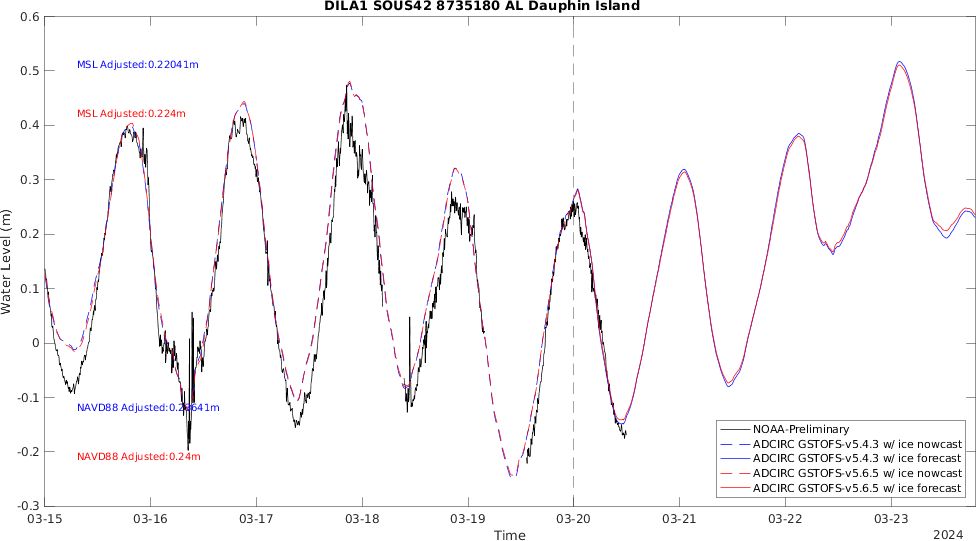 DILA1 SOUS42 8735180 AL Dauphin Island
0.6
0.5
0.4
0.3
0.2
0.1
0
-0.1
-0.2
-0.3
Water Level (m)
MSL Adjusted:0.22041m
MSL Adjusted:0.224m
NAVD88 Adjusted:0.23641m
NAVD88 Adjusted:0.24m
NOAA-Preliminary
ADCIRC GSTOFS-v5.4.3 w/ ice nowcast
ADCIRC GSTOFS-v5.4.3 w/ ice forecast
ADCIRC GSTOFS-v5.6.5 w/ ice nowcast
ADCIRC GSTOFS-v5.6.5 w/ ice forecast
03-15 03-16 03-17 03-18 03-19 03-20 03-21 03-22 03-23
Time
2024